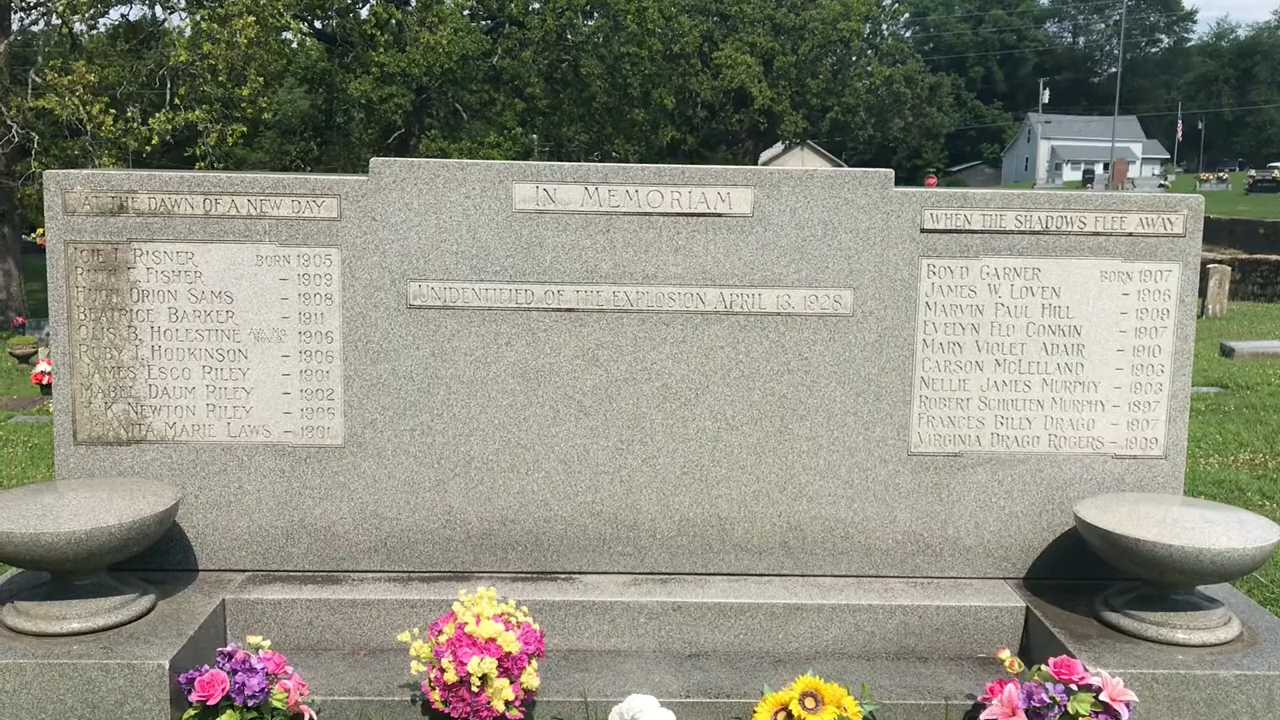 IN MEMORIAM
UNIDENTIFIED OF THE EXPLOSION APRIL 13, 1928
AT THE DAWN OF A NEW DAY
RISNER BORN 1905
FISHER - 1909
ORION SAMS - 1908
BEATRICE BARKER - 1911
B. HOLESTINE 1906
RUBY I. HODKINSON - 1906
JAMES ESCO RILEY - 1901
MABEL DAUM RILEY - 1902
K. NEWTON RILEY - 1906
JUANITA MARIE LAWS - 1901
WHEN THE SHADOWS FLEE AWAY
BOYD GARNER BORN 1907
JAMES W. LOVEN - 1906
MARVIN PAUL HILL - 1909
EVELYN FLO CONKIN - 1907
MARY VIOLET ADAIR - 1910
CARSON MCLELLAND - 1903
NELLIE JAMES MURPHY - 1903
ROBERT SCHOLTEN MURPHY - 1897
FRANCES BILLY DRAGO - 1907
VIRGINIA DRAGO ROGERS - 1909